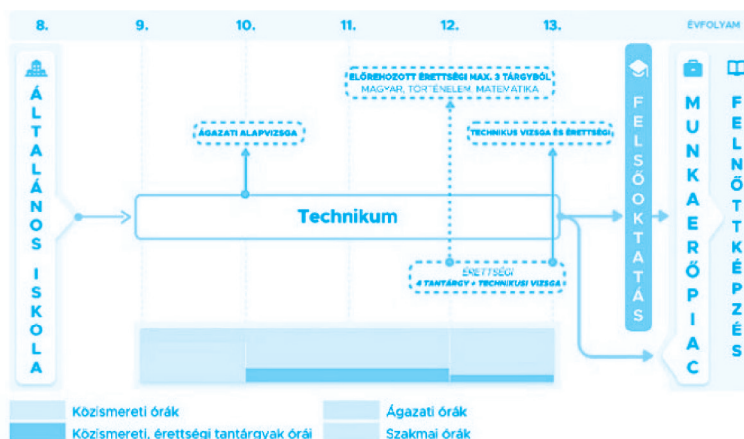 8. 9. 10. 11. 12. 13. ÉVFOLYAM
ÁLTALÁNOS ISKOLA
ELŐREHOZOTT ÉRETTSÉGI MAX. 3 TÁRGYBÓL
MAGYAR, TÖRTÉNELEM, MATEMATIKA
ÁGAZATI ALAPVIZSGA
TECHNIKUS VIZSGA ÉS ÉRETTSÉGI
Technikum
ÉRETTSÉGI
4 TANTÁRGY + TECHNIKUSI VIZSGA
FELSŐOKTATÁS
MUNKAERŐPIAC
FELNŐTTKÉPZÉS
Közismereti órák
Ágazati órák
Közismereti, érettségi tantárgyak órái
Szakmai órák